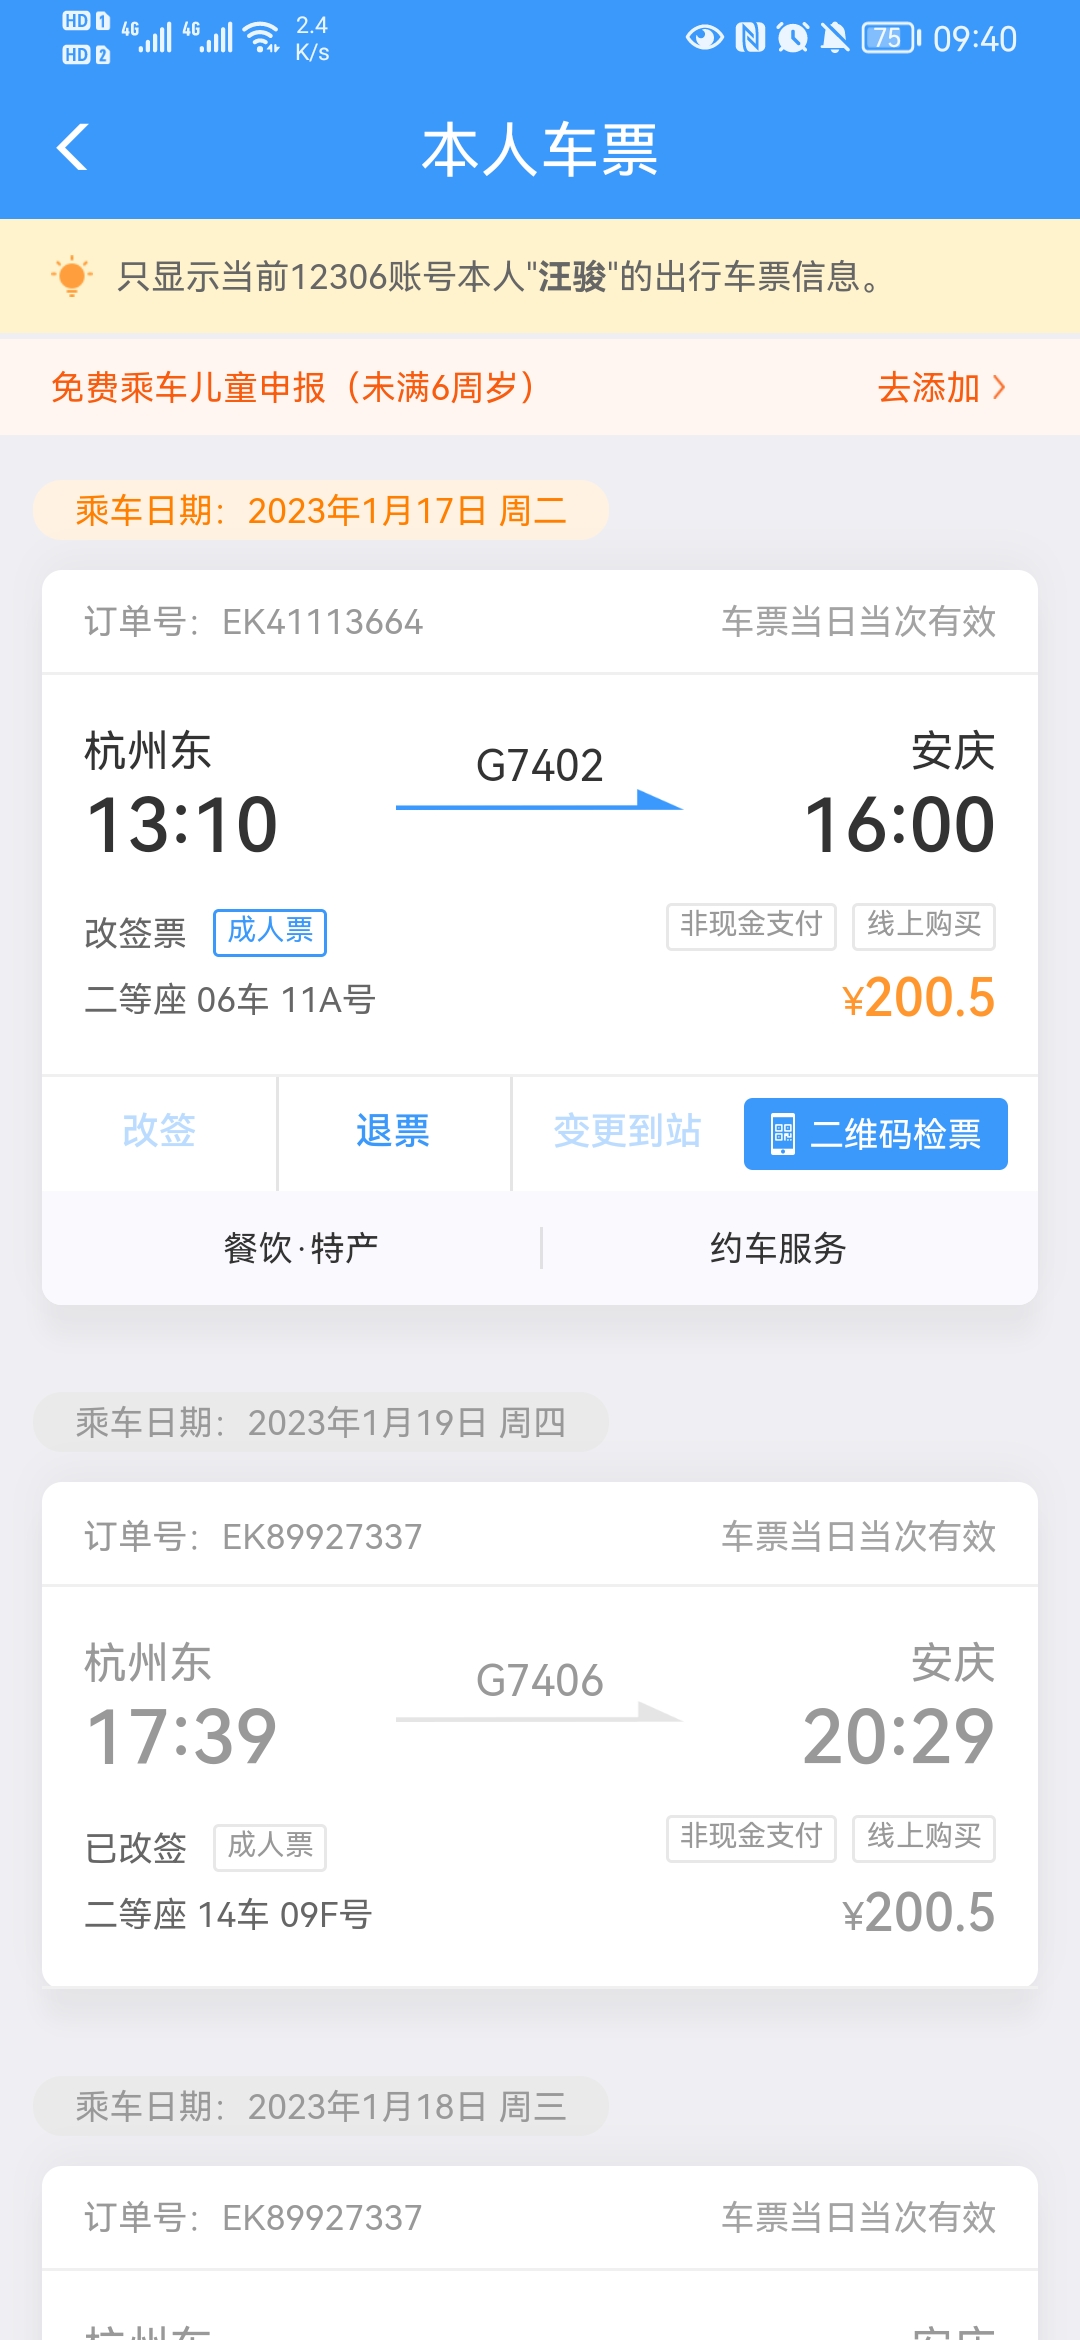 HD 1 4G 4G 2.4 K/s 75 09:40
HD 2
本人车票
只显示当前12306账号本人"汪骏"的出行车票信息。
免费乘车儿童申报（未满6周岁） 去添加
乘车日期：2023年1月17日 周二
订单号：EK41113664 车票当日当次有效
杭州东 G7402 安庆
13:10 16:00
改签票 成人票 非现金支付 线上购买
二等座 06车 11A号 ¥200.5
改签 退票 变更到站 二维码检票
餐饮·特产 约车服务
乘车日期：2023年1月19日 周四
订单号：EK89927337 车票当日当次有效
杭州东 G7406 安庆
17:39 20:29
已改签 成人票 非现金支付 线上购买
二等座 14车 09F号 ¥200.5
乘车日期：2023年1月18日 周三
订单号：EK89927337 车票当日当次有效
杭州东 安庆